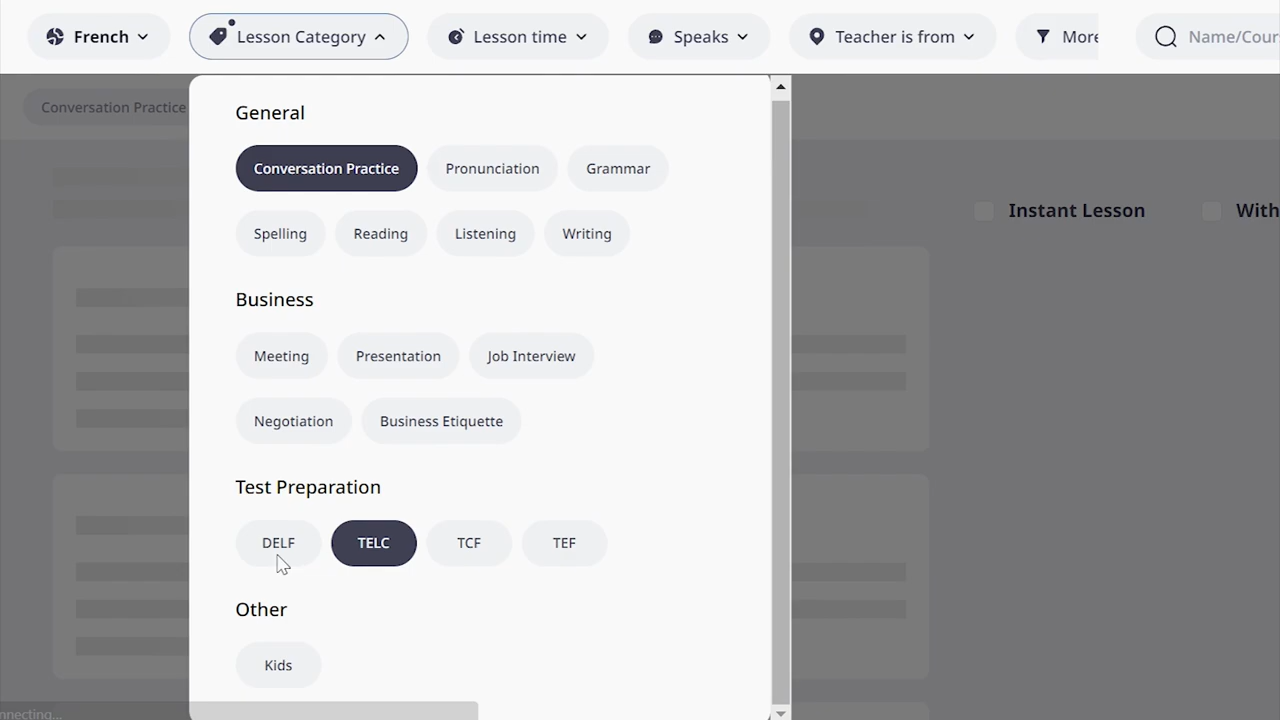 French
Lesson Category
Lesson time
Speaks
Teacher is from
More
Name/Cour
Conversation Practice
General
Conversation Practice
Pronunciation
Grammar
Instant Lesson
With
Spelling
Reading
Listening
Writing
Business
Meeting
Presentation
Job Interview
Negotiation
Business Etiquette
Test Preparation
DELF
TELC
TCF
TEF
Other
Kids
nnecting...